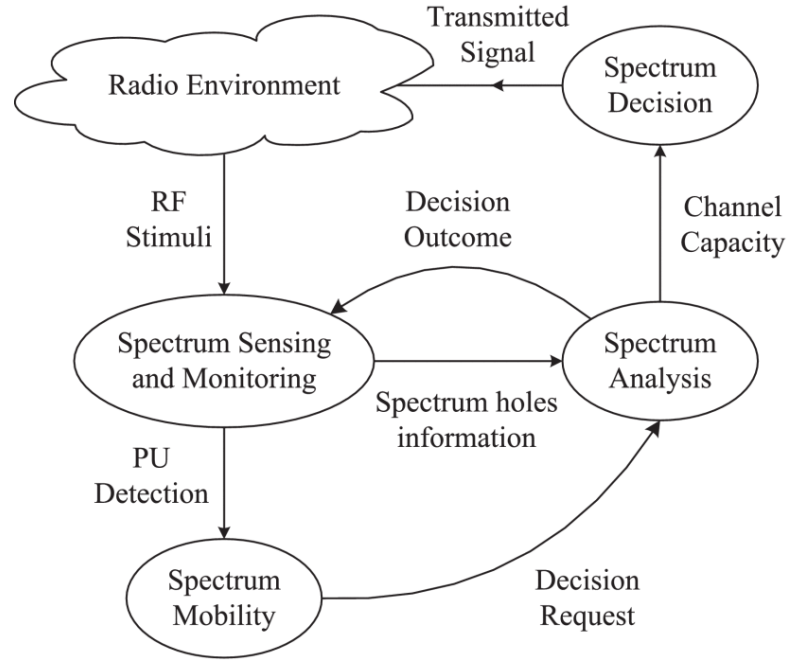 Transmitted
Signal
Radio Environment
Spectrum
Decision
RF
Stimuli
Decision
Outcome
Channel
Capacity
Spectrum Sensing
and Monitoring
Spectrum
Analysis
Spectrum holes
information
PU
Detection
Spectrum
Mobility
Decision
Request